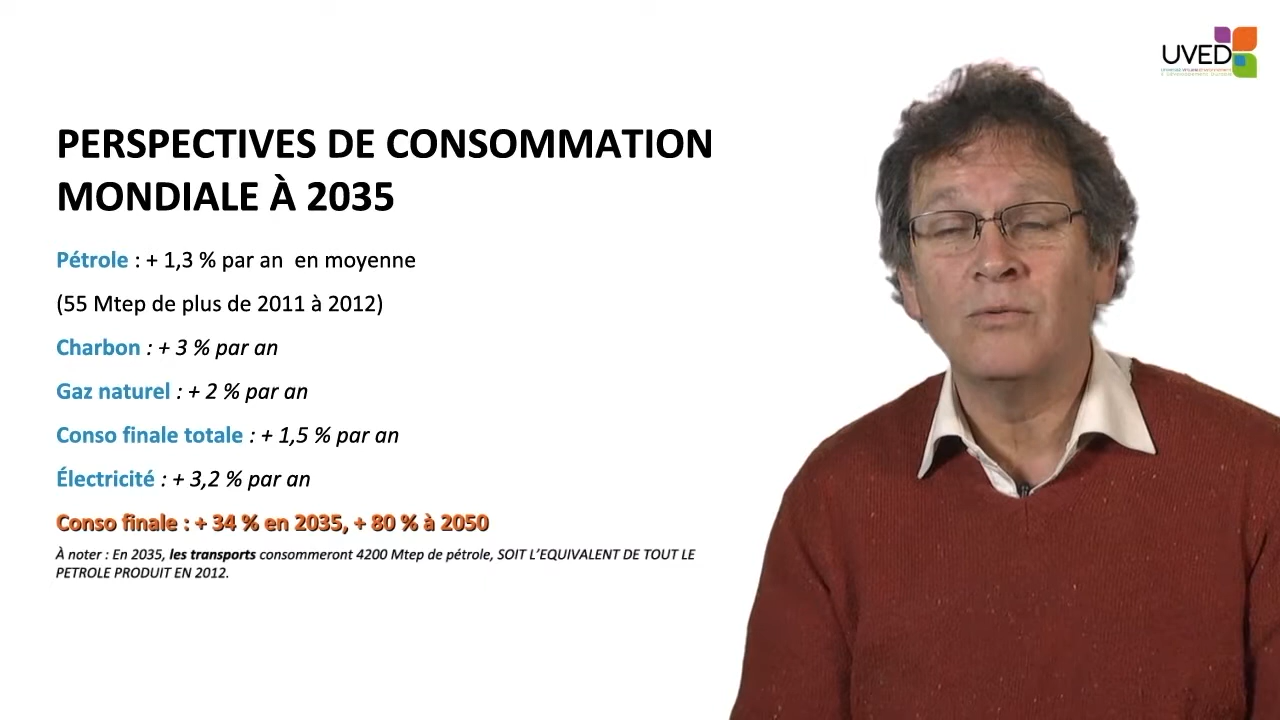 UVED
PERSPECTIVES DE CONSOMMATION
MONDIALE À 2035
Pétrole : + 1,3 % par an en moyenne
(55 Mtep de plus de 2011 à 2012)
Charbon : + 3 % par an
Gaz naturel : + 2 % par an
Conso finale totale : + 1,5 % par an
Électricité : + 3,2 % par an
Conso finale : + 34 % en 2035, + 80 % à 2050
À noter : En 2035, les transports consommeront 4200 Mtep de pétrole, SOIT L’EQUIVALENT DE TOUT LE
PETROLE PRODUIT EN 2012.